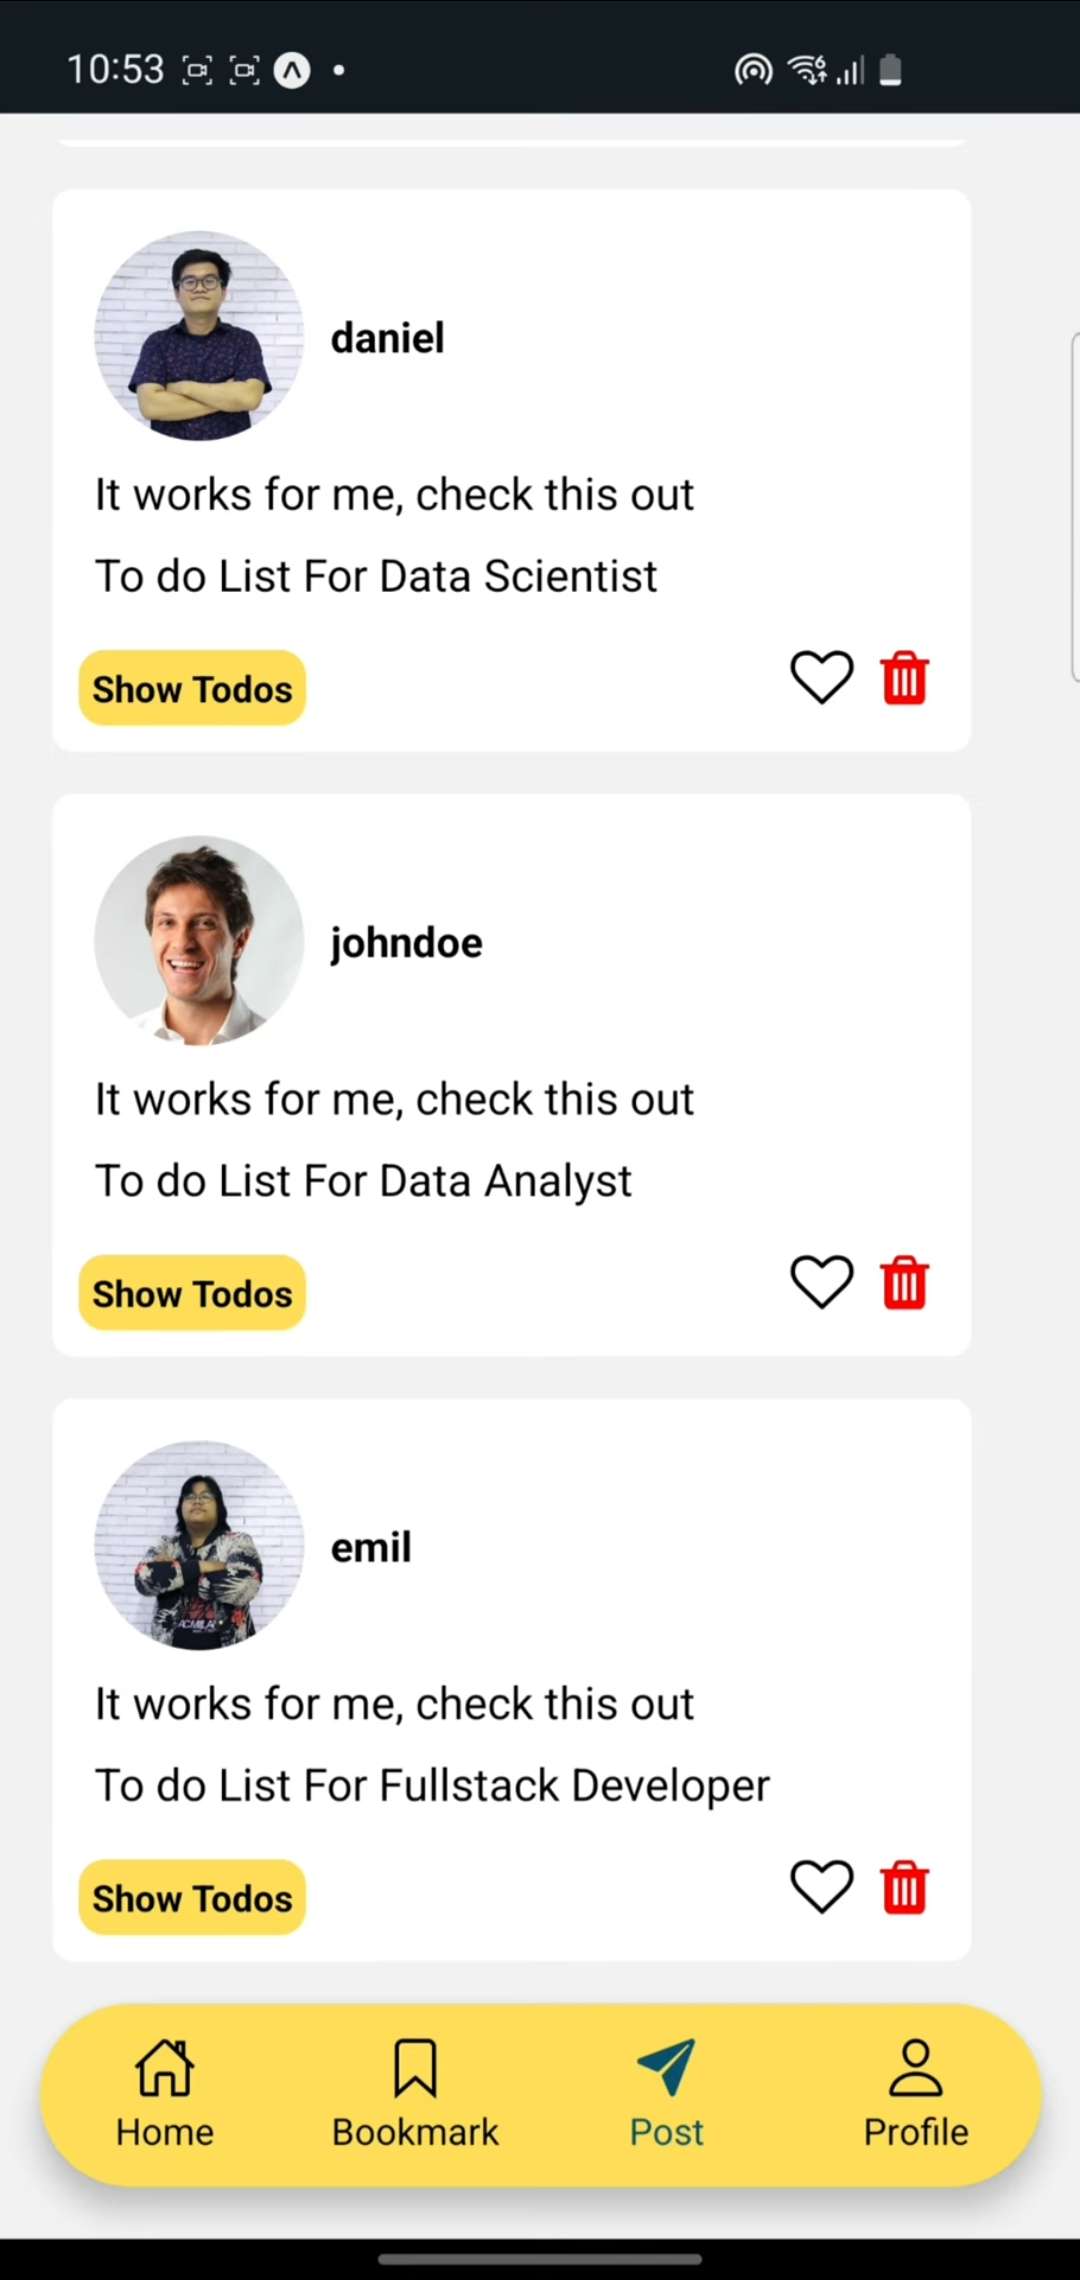 10:53
daniel
It works for me, check this out
To do List For Data Scientist
Show Todos
johndoe
It works for me, check this out
To do List For Data Analyst
Show Todos
emil
It works for me, check this out
To do List For Fullstack Developer
Show Todos
Home
Bookmark
Post
Profile